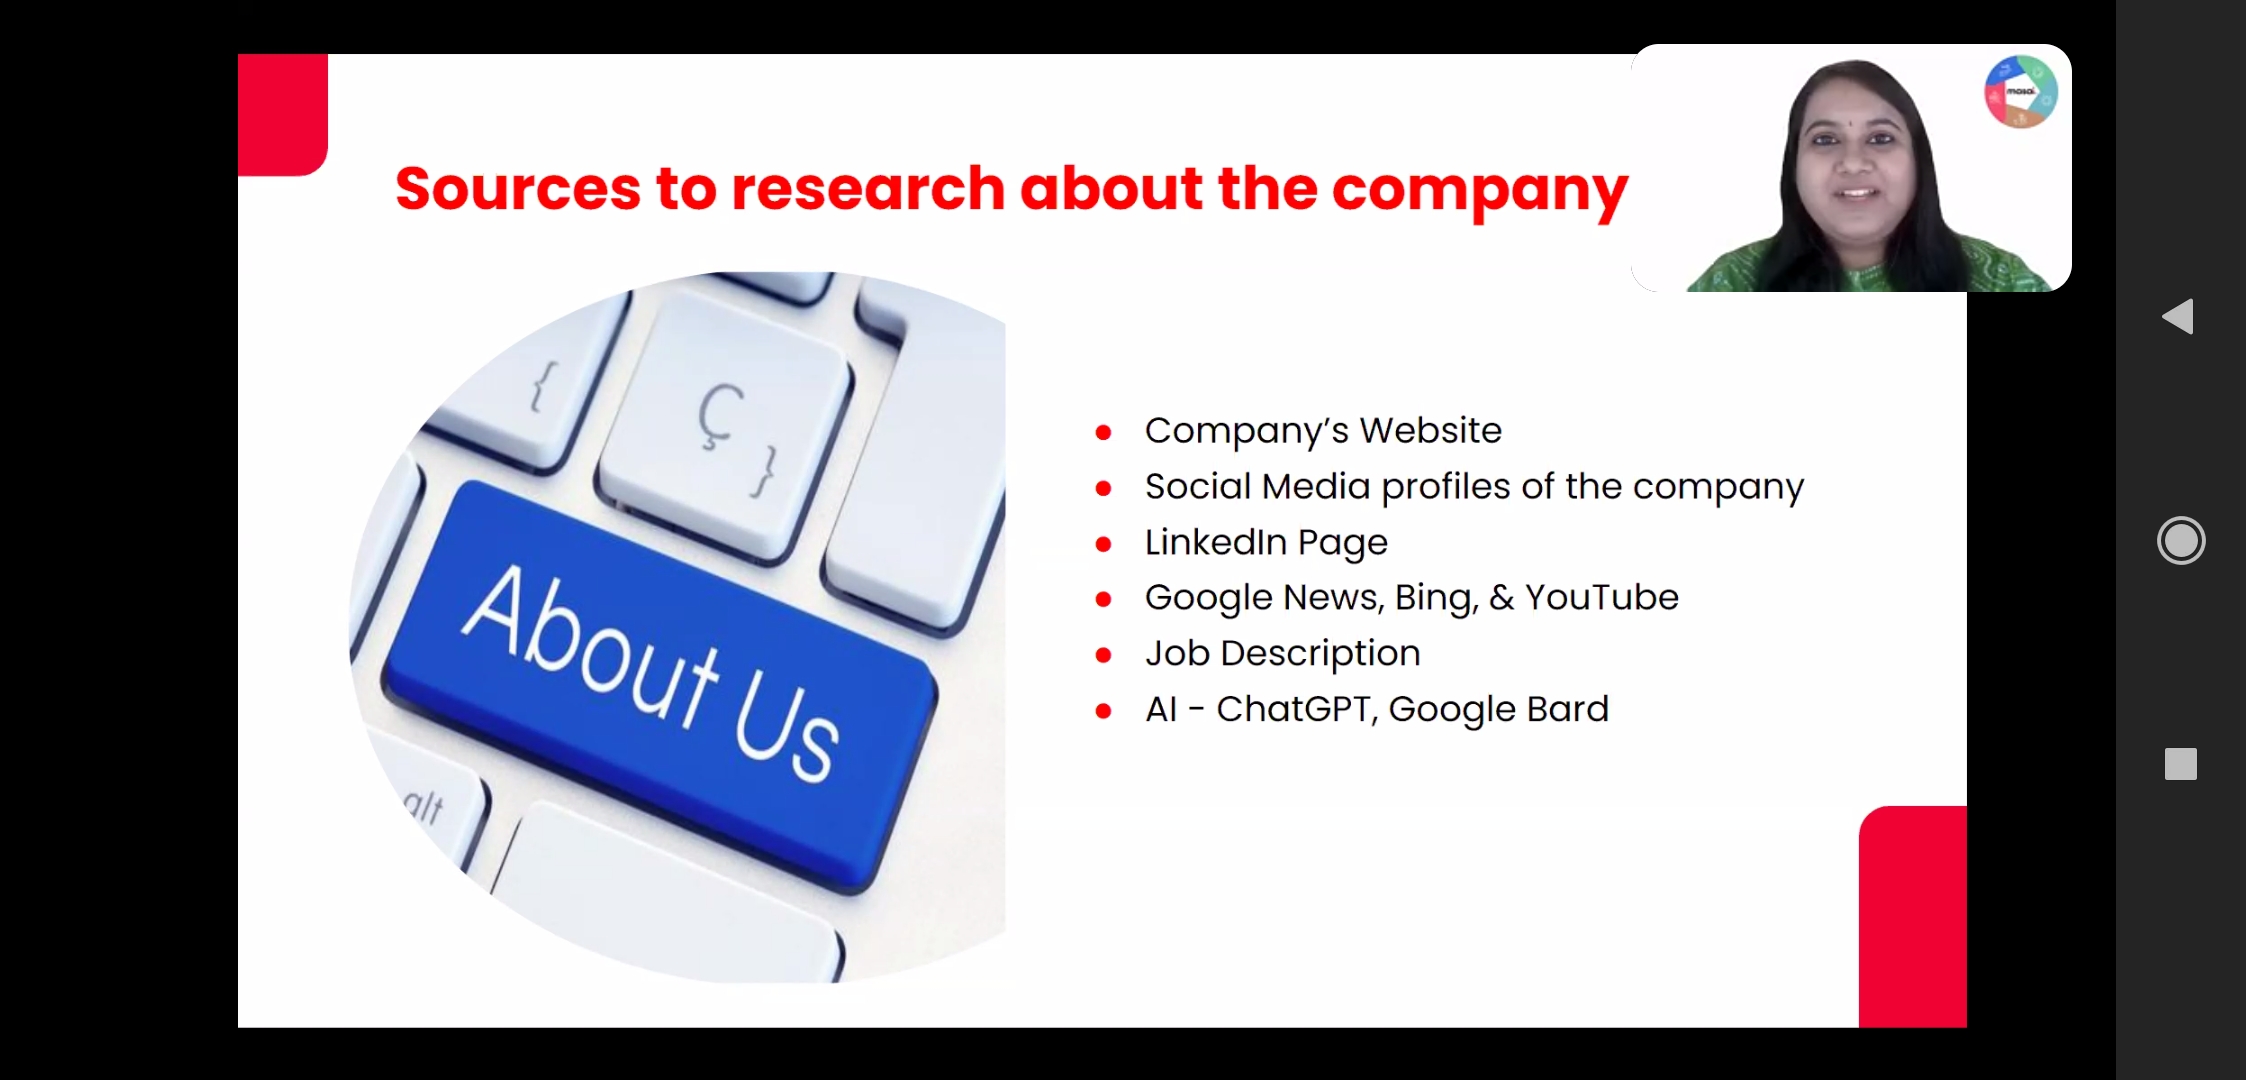 Sources to research about the company
masai.
{
Ç
}
About Us
alt
Company’s Website
Social Media profiles of the company
LinkedIn Page
Google News, Bing, & YouTube
Job Description
AI - ChatGPT, Google Bard